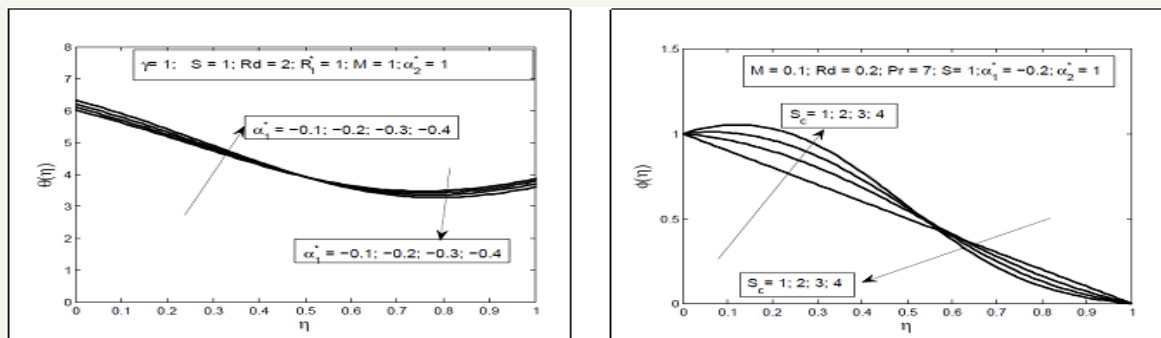 8
7
6
5
4
3
2
1
0
θ(η)
γ= 1; S = 1; Rd = 2; R₁* = 1; M = 1; α₂* = 1
α₁* = −0.1; −0.2; −0.3; −0.4
α₁* = −0.1; −0.2; −0.3; −0.4
0 0.1 0.2 0.3 0.4 0.5 0.6 0.7 0.8 0.9 1
η
1.5
1
0.5
0
ϕ(η)
M = 0.1; Rd = 0.2; Pr = 7; S= 1; α₁* = −0.2; α₂* = 1
S_c = 1; 2; 3; 4
S_c = 1; 2; 3; 4
0 0.1 0.2 0.3 0.4 0.5 0.6 0.7 0.8 0.9 1
η